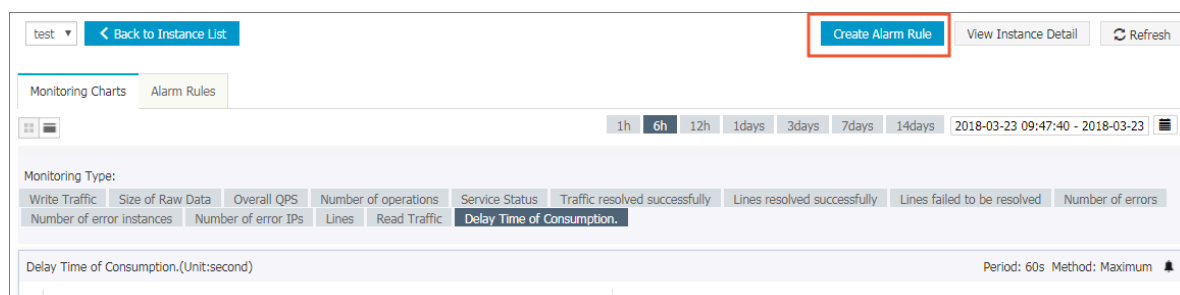 test Back to Instance List Create Alarm Rule View Instance Detail Refresh
Monitoring Charts Alarm Rules
1h 6h 12h 1days 3days 7days 14days 2018-03-23 09:47:40 - 2018-03-23
Monitoring Type:
Write Traffic Size of Raw Data Overall QPS Number of operations Service Status Traffic resolved successfully Lines resolved successfully Lines failed to be resolved Number of errors
Number of error instances Number of error IPs Lines Read Traffic Delay Time of Consumption.
Delay Time of Consumption.(Unit:second) Period: 60s Method: Maximum